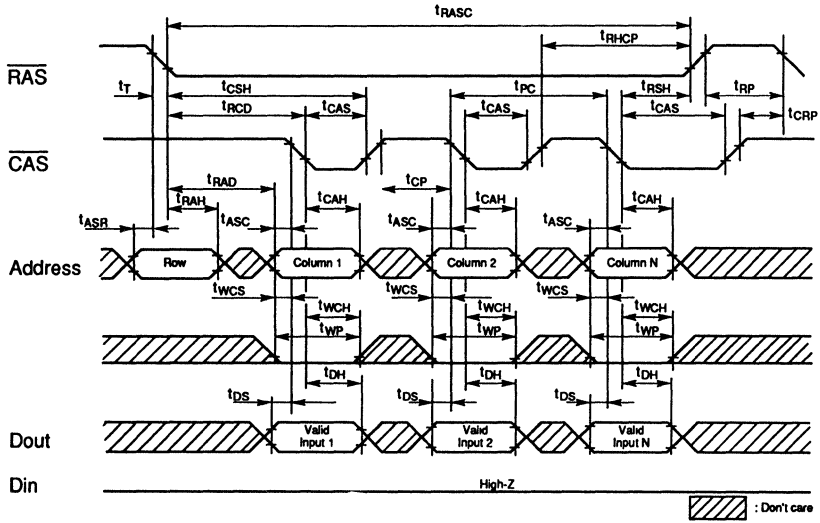 tRASC
tRHCP
RAS
tT
tCSH
tPC
tRSH
tRP
tRCD
tCAS
tCAS
tCAS
tCRP
CAS
tRAD
tCP
tRAH
tCAH
tCAH
tCAH
tASR
tASC
tASC
tASC
Address
Row
Column 1
Column 2
Column N
tWCS
tWCS
tWCS
tWCH
tWCH
tWCH
tWP
tWP
tWP
tDH
tDH
tDH
tDS
tDS
tDS
Dout
Valid Input 1
Valid Input 2
Valid Input N
Din
High-Z
: Don't care